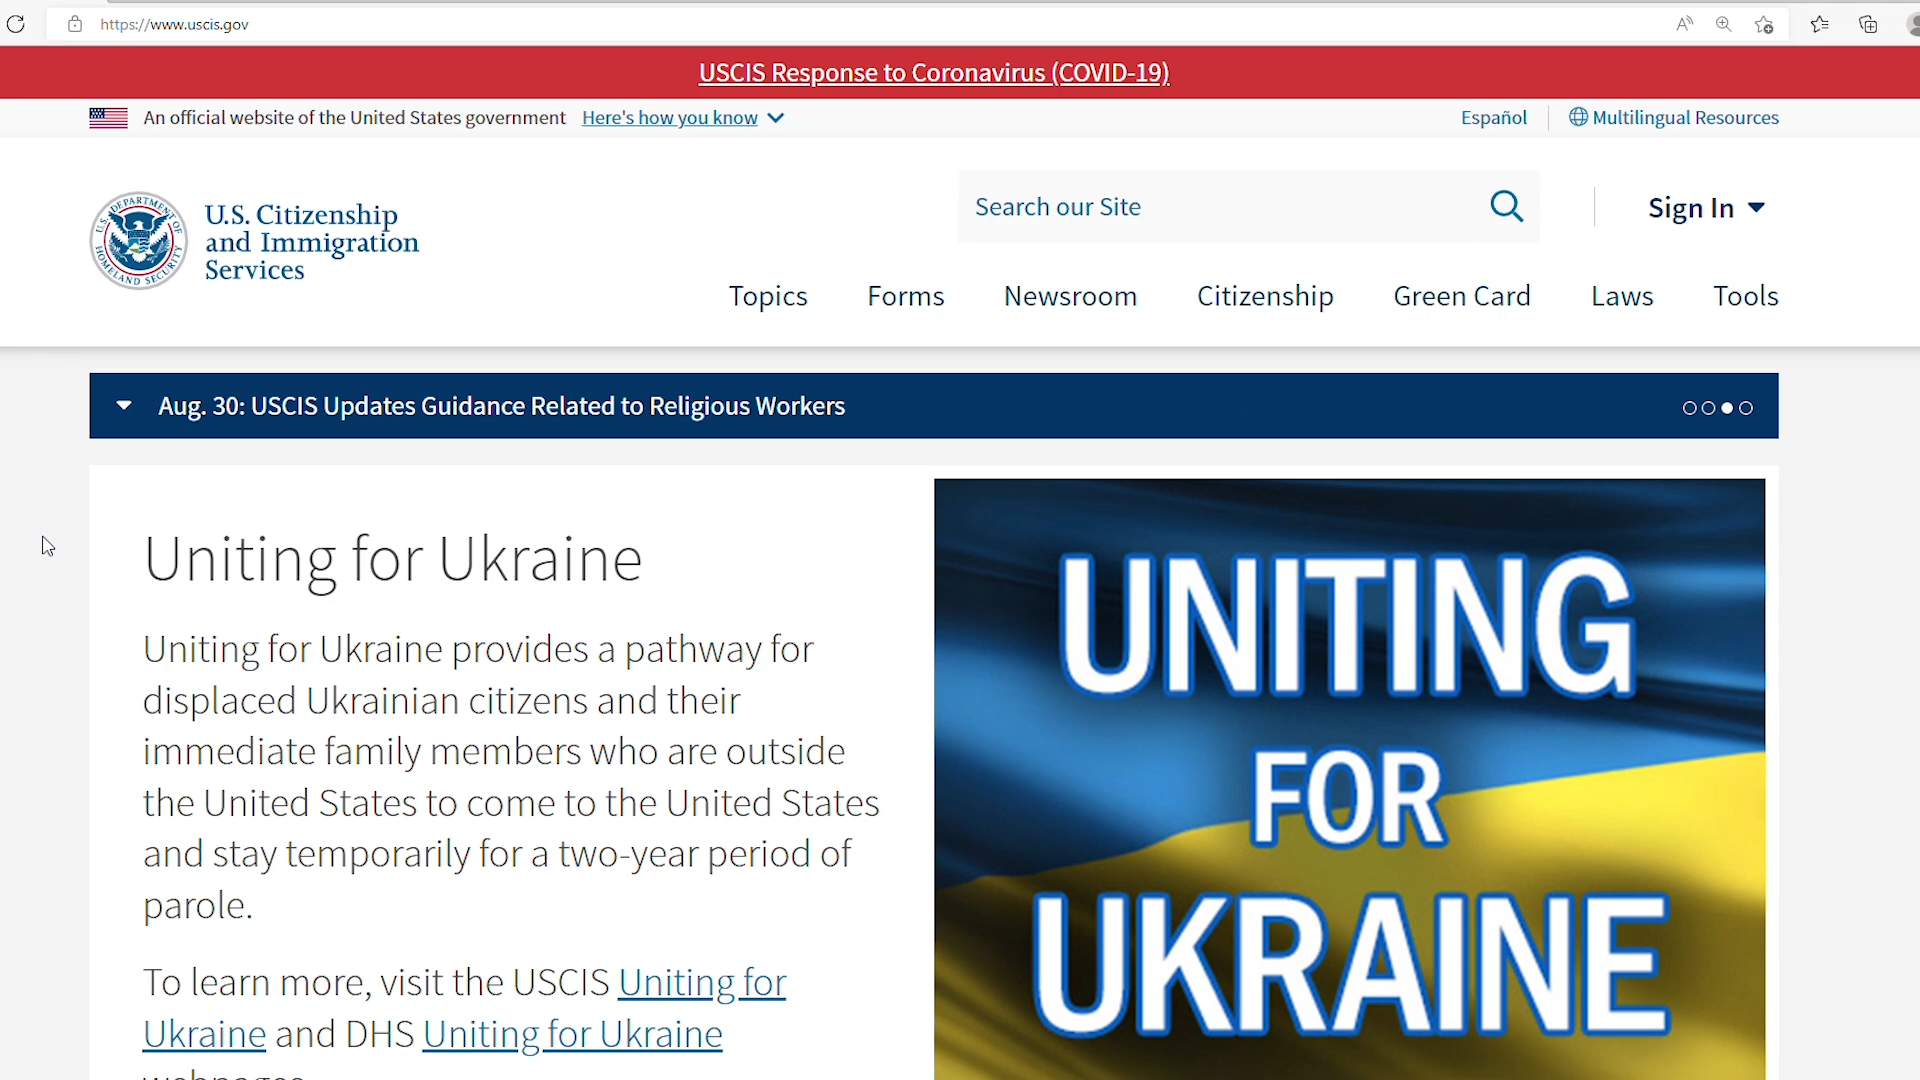 https://www.uscis.gov
USCIS Response to Coronavirus (COVID-19)
An official website of the United States government Here's how you know
Español
Multilingual Resources
U.S. DEPARTMENT OF HOMELAND SECURITY
U.S. Citizenship
and Immigration
Services
Search our Site
Sign In
Topics Forms Newsroom Citizenship Green Card Laws Tools
Aug. 30: USCIS Updates Guidance Related to Religious Workers
Uniting for Ukraine
Uniting for Ukraine provides a pathway for
displaced Ukrainian citizens and their
immediate family members who are outside
the United States to come to the United States
and stay temporarily for a two-year period of
parole.
To learn more, visit the USCIS Uniting for
Ukraine and DHS Uniting for Ukraine
UNITING
FOR
UKRAINE